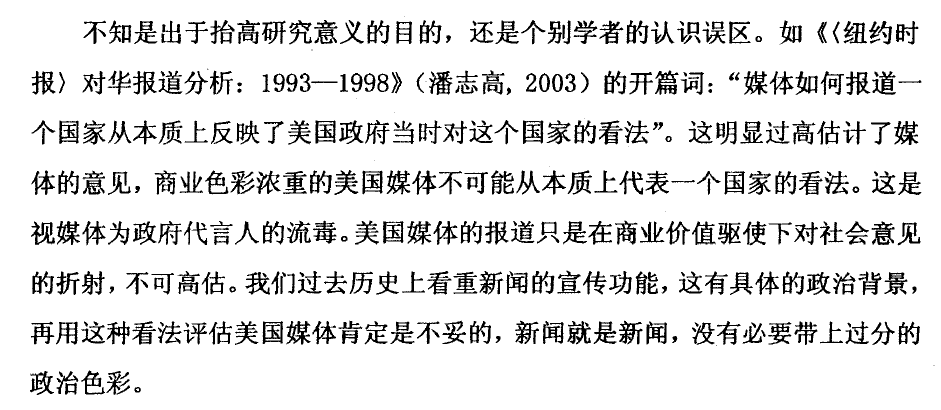 不知是出于抬高研究意义的目的，还是个别学者的认识误区。如《〈纽约时
报〉对华报道分析：1993—1998》（潘志高，2003）的开篇词：“媒体如何报道一
个国家从本质上反映了美国政府当时对这个国家的看法”。这明显过高估计了媒
体的意见，商业色彩浓重的美国媒体不可能从本质上代表一个国家的看法。这是
视媒体为政府代言人的流毒。美国媒体的报道只是在商业价值驱使下对社会意见
的折射，不可高估。我们过去历史上看重新闻的宣传功能，这有具体的政治背景，
再用这种看法评估美国媒体肯定是不妥的，新闻就是新闻，没有必要带上过分的
政治色彩。